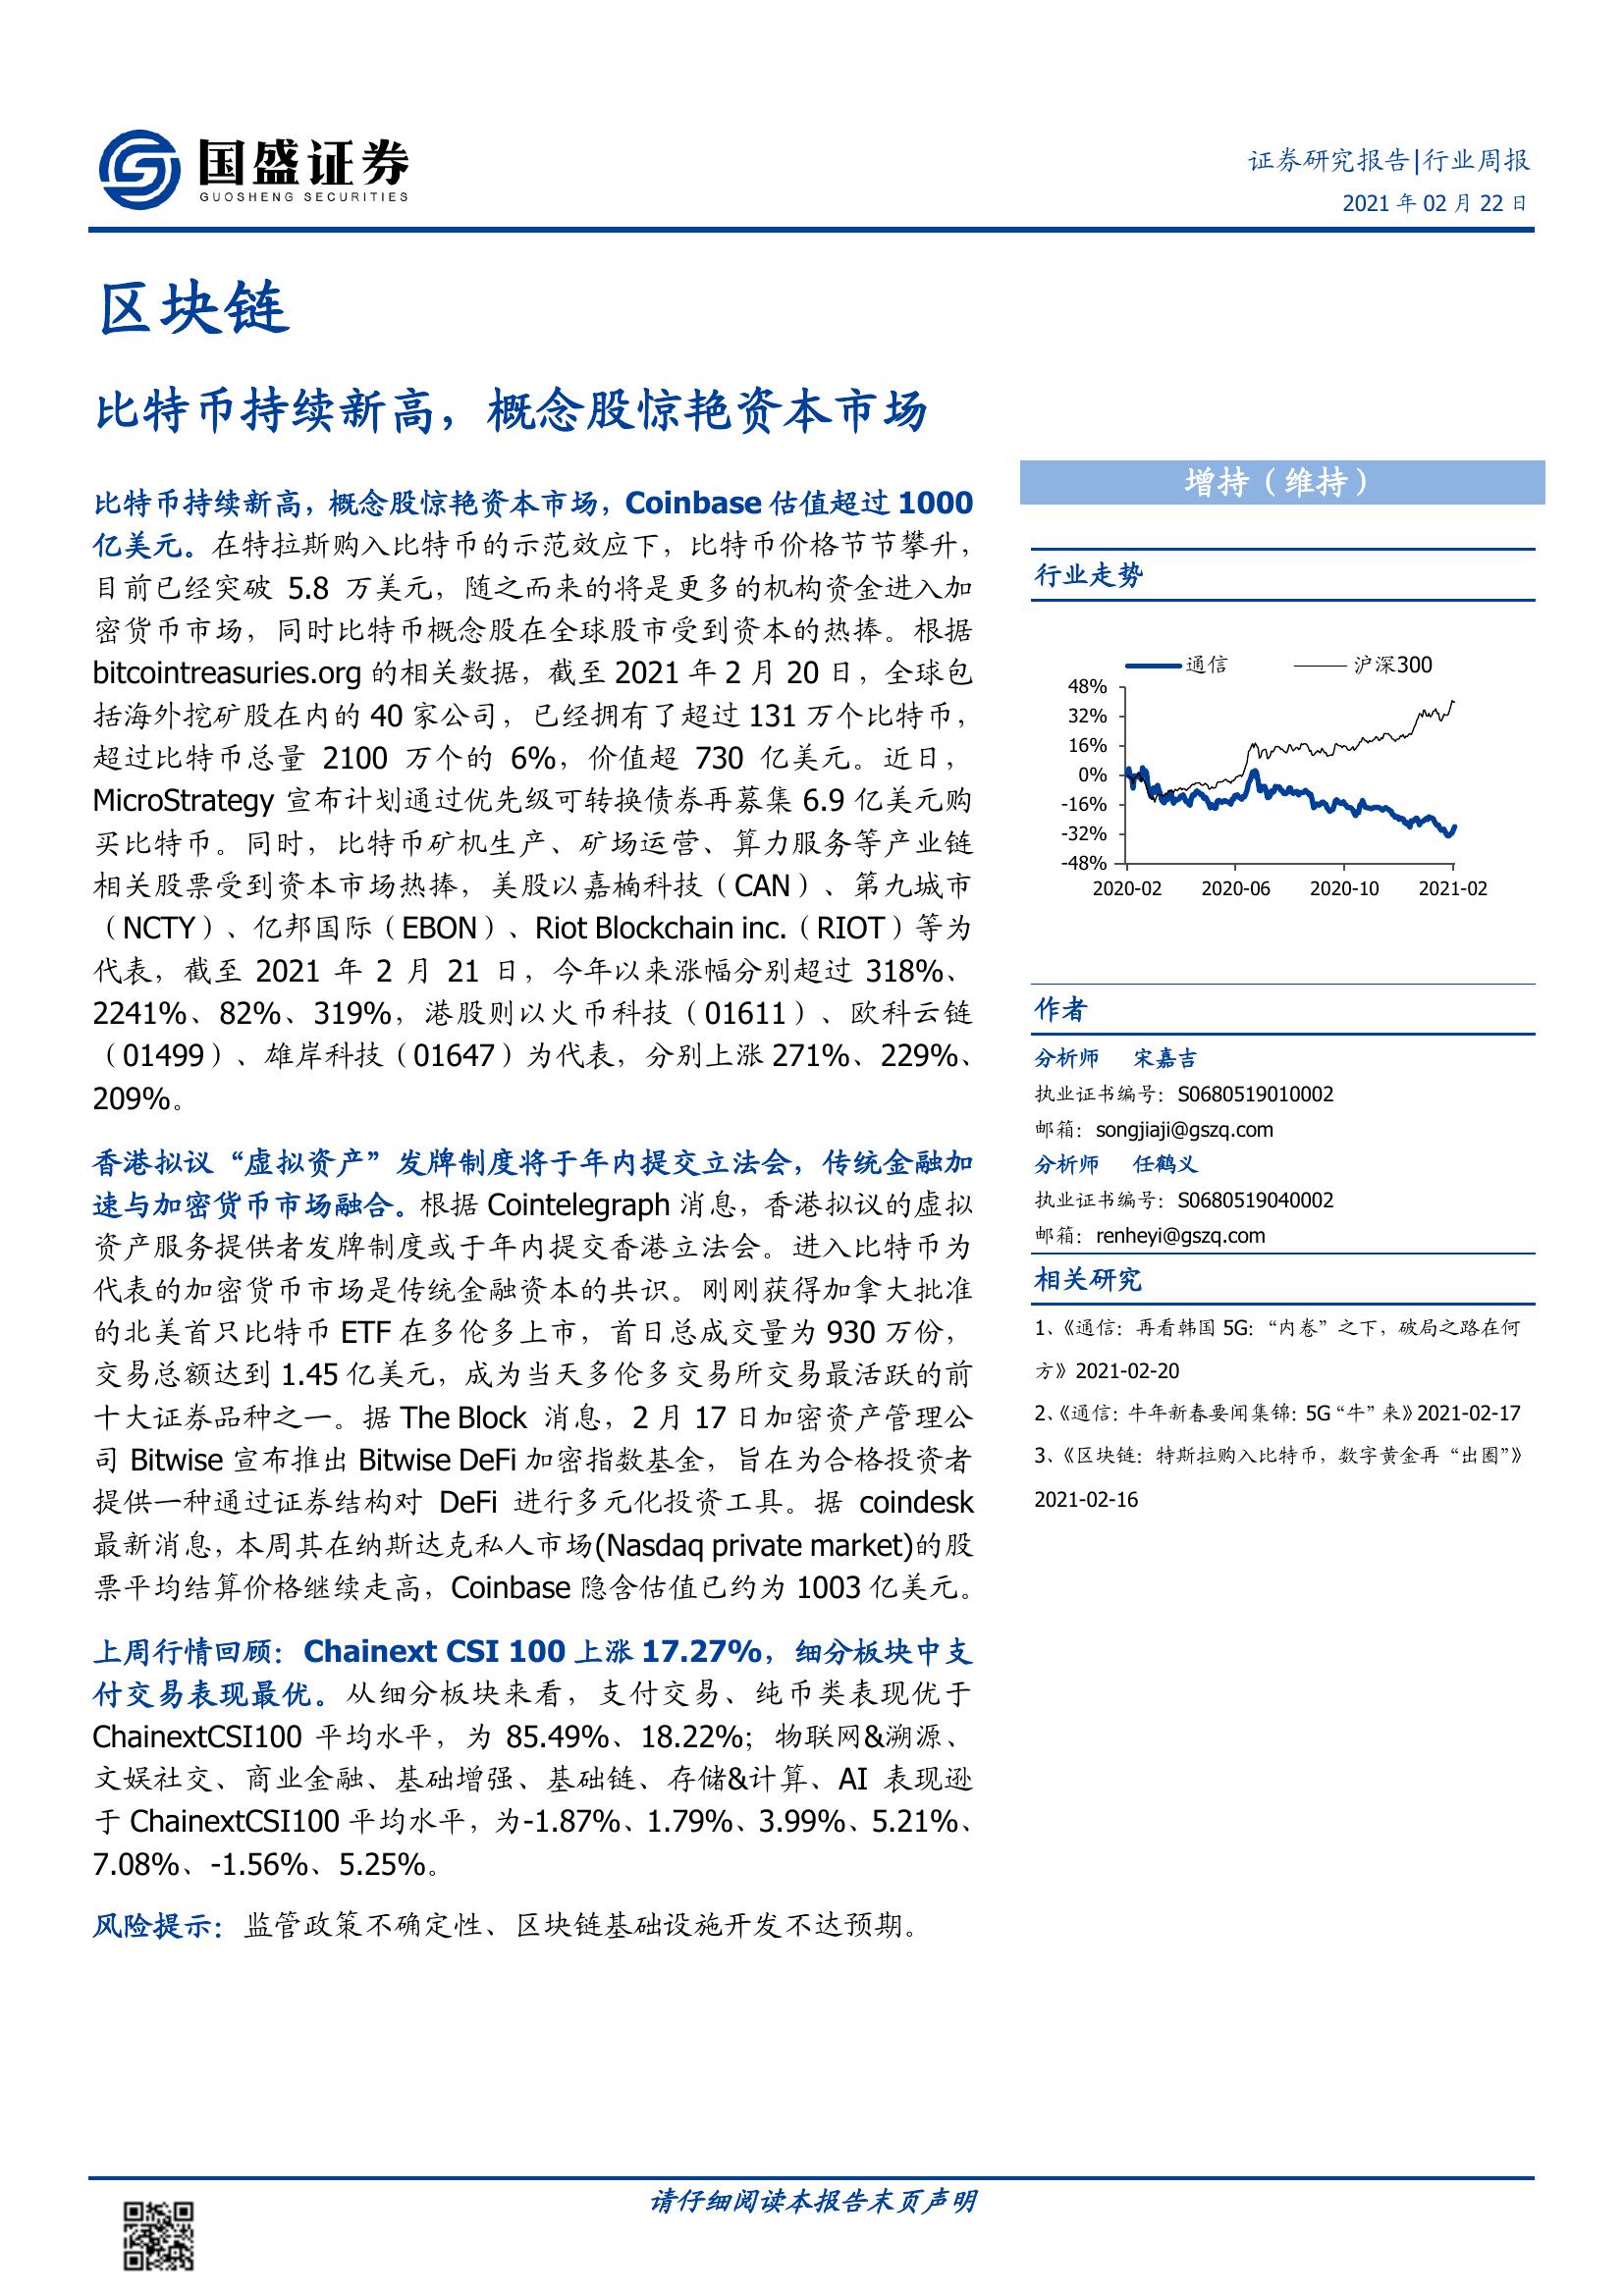 国盛证券
GUOSHENG SECURITIES
证券研究报告|行业周报
2021 年 02 月 22 日
区块链
比特币持续新高，概念股惊艳资本市场
比特币持续新高，概念股惊艳资本市场，Coinbase 估值超过 1000
亿美元。在特拉斯购入比特币的示范效应下，比特币价格节节攀升，
目前已经突破 5.8 万美元，随之而来的将是更多的机构资金进入加
密货币市场，同时比特币概念股在全球股市受到资本的热捧。根据
bitcointreasuries.org 的相关数据，截至 2021 年 2 月 20 日，全球包
括海外挖矿股在内的 40 家公司，已经拥有了超过 131 万个比特币，
超过比特币总量 2100 万个的 6%，价值超 730 亿美元。近日，
MicroStrategy 宣布计划通过优先级可转换债券再募集 6.9 亿美元购
买比特币。同时，比特币矿机生产、矿场运营、算力服务等产业链
相关股票受到资本市场热捧，美股以嘉楠科技（CAN）、第九城市
（NCTY）、亿邦国际（EBON）、Riot Blockchain inc.（RIOT）等为
代表，截至 2021 年 2 月 21 日，今年以来涨幅分别超过 318%、
2241%、82%、319%，港股则以火币科技（01611）、欧科云链
（01499）、雄岸科技（01647）为代表，分别上涨 271%、229%、
209%。
香港拟议“虚拟资产”发牌制度将于年内提交立法会，传统金融加
速与加密货币市场融合。根据 Cointelegraph 消息，香港拟议的虚拟
资产服务提供者发牌制度或于年内提交香港立法会。进入比特币为
代表的加密货币市场是传统金融资本的共识。刚刚获得加拿大批准
的北美首只比特币 ETF 在多伦多上市，首日总成交量为 930 万份，
交易总额达到 1.45 亿美元，成为当天多伦多交易所交易最活跃的前
十大证券品种之一。据 The Block 消息，2 月 17 日加密资产管理公
司 Bitwise 宣布推出 Bitwise DeFi 加密指数基金，旨在为合格投资者
提供一种通过证券结构对 DeFi 进行多元化投资工具。据 coindesk
最新消息，本周其在纳斯达克私人市场(Nasdaq private market)的股
票平均结算价格继续走高，Coinbase 隐含估值已约为 1003 亿美元。
上周行情回顾：Chainext CSI 100 上涨 17.27%，细分板块中支
付交易表现最优。从细分板块来看，支付交易、纯币类表现优于
ChainextCSI100 平均水平，为 85.49%、18.22%；物联网&溯源、
文娱社交、商业金融、基础增强、基础链、存储&计算、AI 表现逊
于 ChainextCSI100 平均水平，为-1.87%、1.79%、3.99%、5.21%、
7.08%、-1.56%、5.25%。
风险提示：监管政策不确定性、区块链基础设施开发不达预期。
增持（维持）
行业走势
通信 沪深300
48%
32%
16%
0%
-16%
-32%
-48%
2020-02 2020-06 2020-10 2021-02
作者
分析师 宋嘉吉
执业证书编号：S0680519010002
邮箱：songjiaji@gszq.com
分析师 任鹤义
执业证书编号：S0680519040002
邮箱：renheyi@gszq.com
相关研究
1、《通信：再看韩国 5G：“内卷”之下，破局之路在何
方》2021-02-20
2、《通信：牛年新春要闻集锦：5G“牛”来》2021-02-17
3、《区块链：特斯拉购入比特币，数字黄金再“出圈”》
2021-02-16
请仔细阅读本报告末页声明